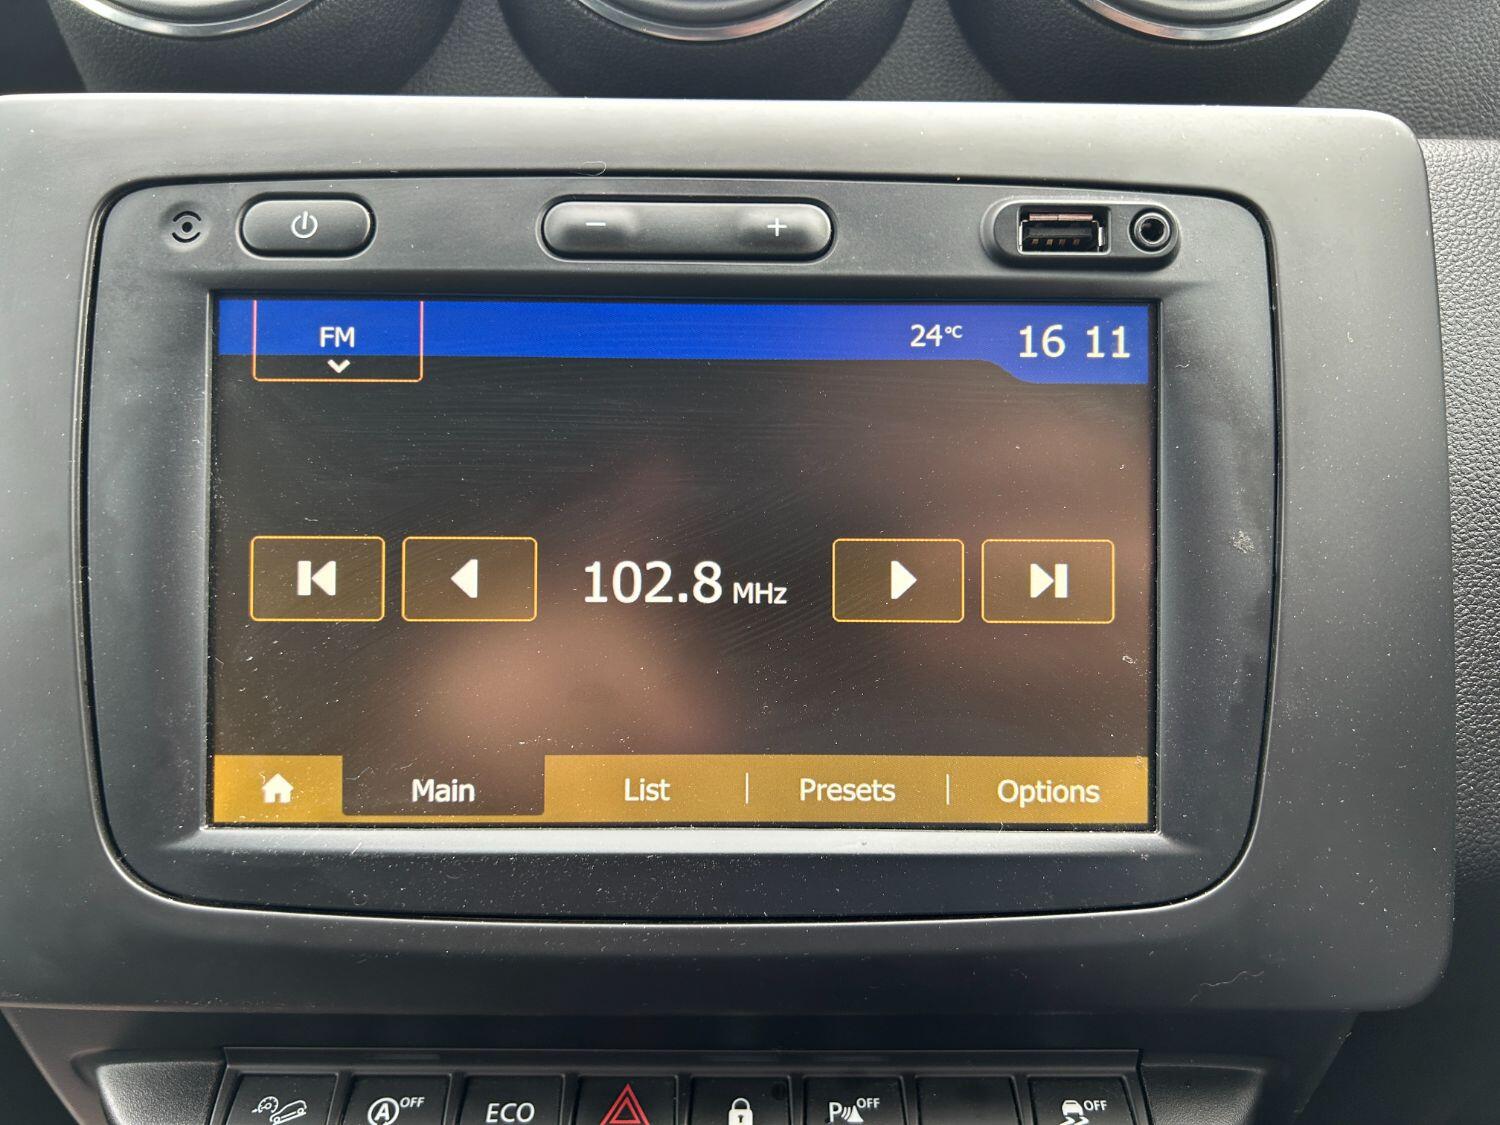 FM
24°C
16 11
102.8 MHz
Main
List
Presets
Options
A OFF
ECO
P OFF
OFF